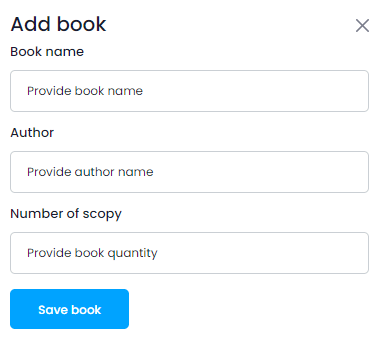 Add book
Book name
Provide book name
Author
Provide author name
Number of scopy
Provide book quantity
Save book